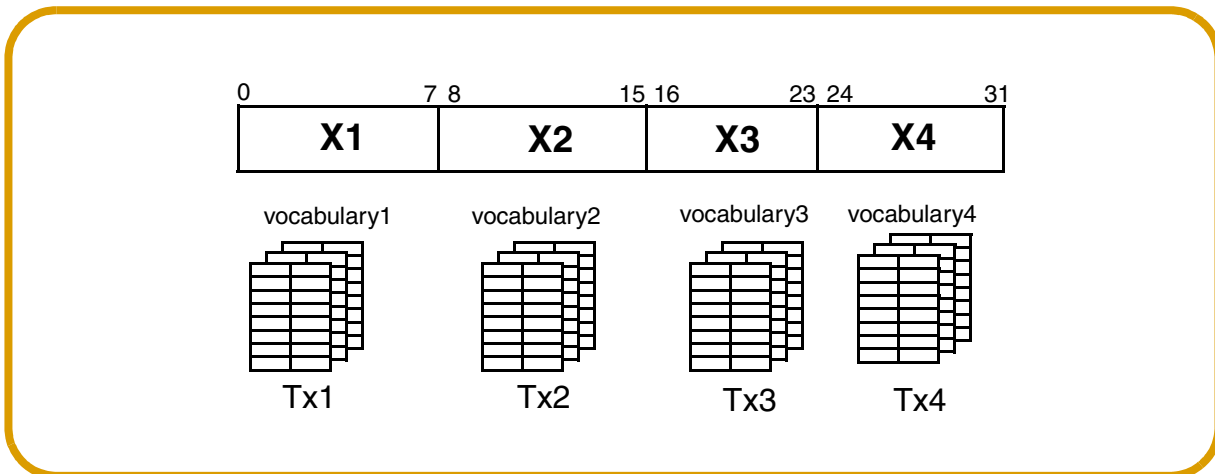 0 7 8 15 16 23 24 31
X1 X2 X3 X4
vocabulary1 vocabulary2 vocabulary3 vocabulary4
Tx1 Tx2 Tx3 Tx4